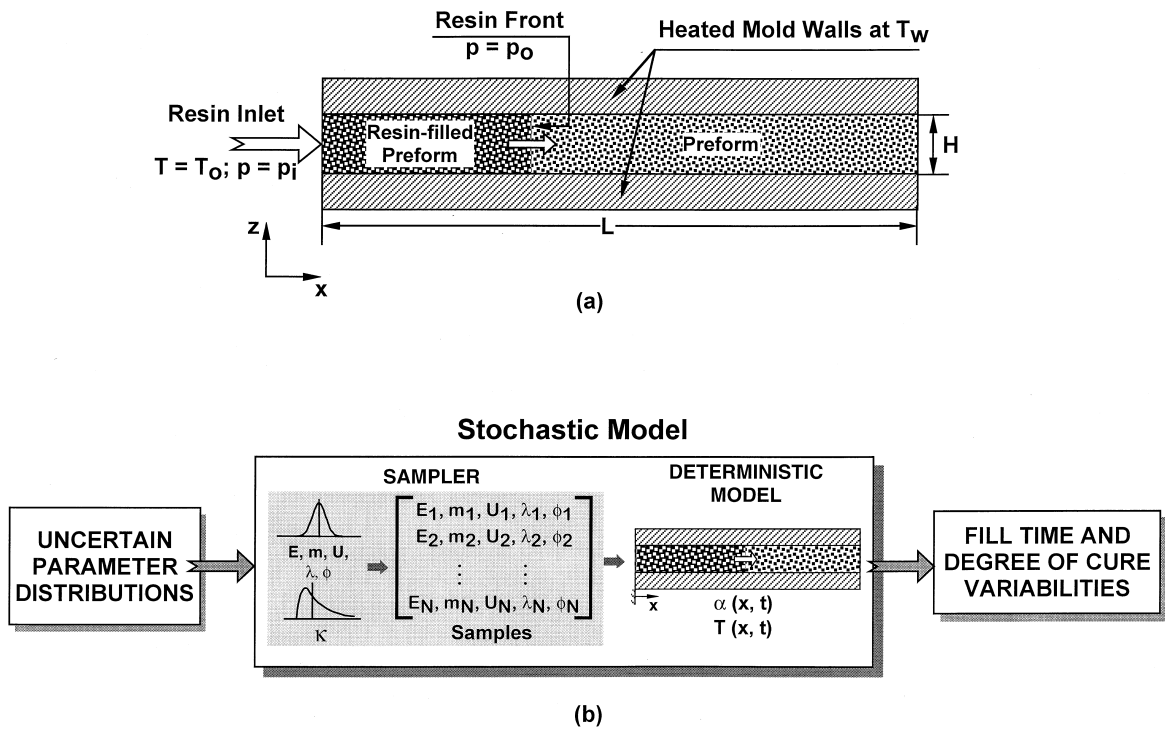 Resin Front
p = po
Heated Mold Walls at Tw
Resin Inlet
T = To; p = pi
Resin-filled
Preform
Preform
H
L
z
x
(a)
Stochastic Model
UNCERTAIN
PARAMETER
DISTRIBUTIONS
SAMPLER
E, m, U,
λ, ϕ
κ
E1, m1, U1, λ1, ϕ1
E2, m2, U2, λ2, ϕ2
⋮ ⋮
EN, mN, UN, λN, ϕN
Samples
DETERMINISTIC
MODEL
x
α (x, t)
T (x, t)
FILL TIME AND
DEGREE OF CURE
VARIABILITIES
(b)